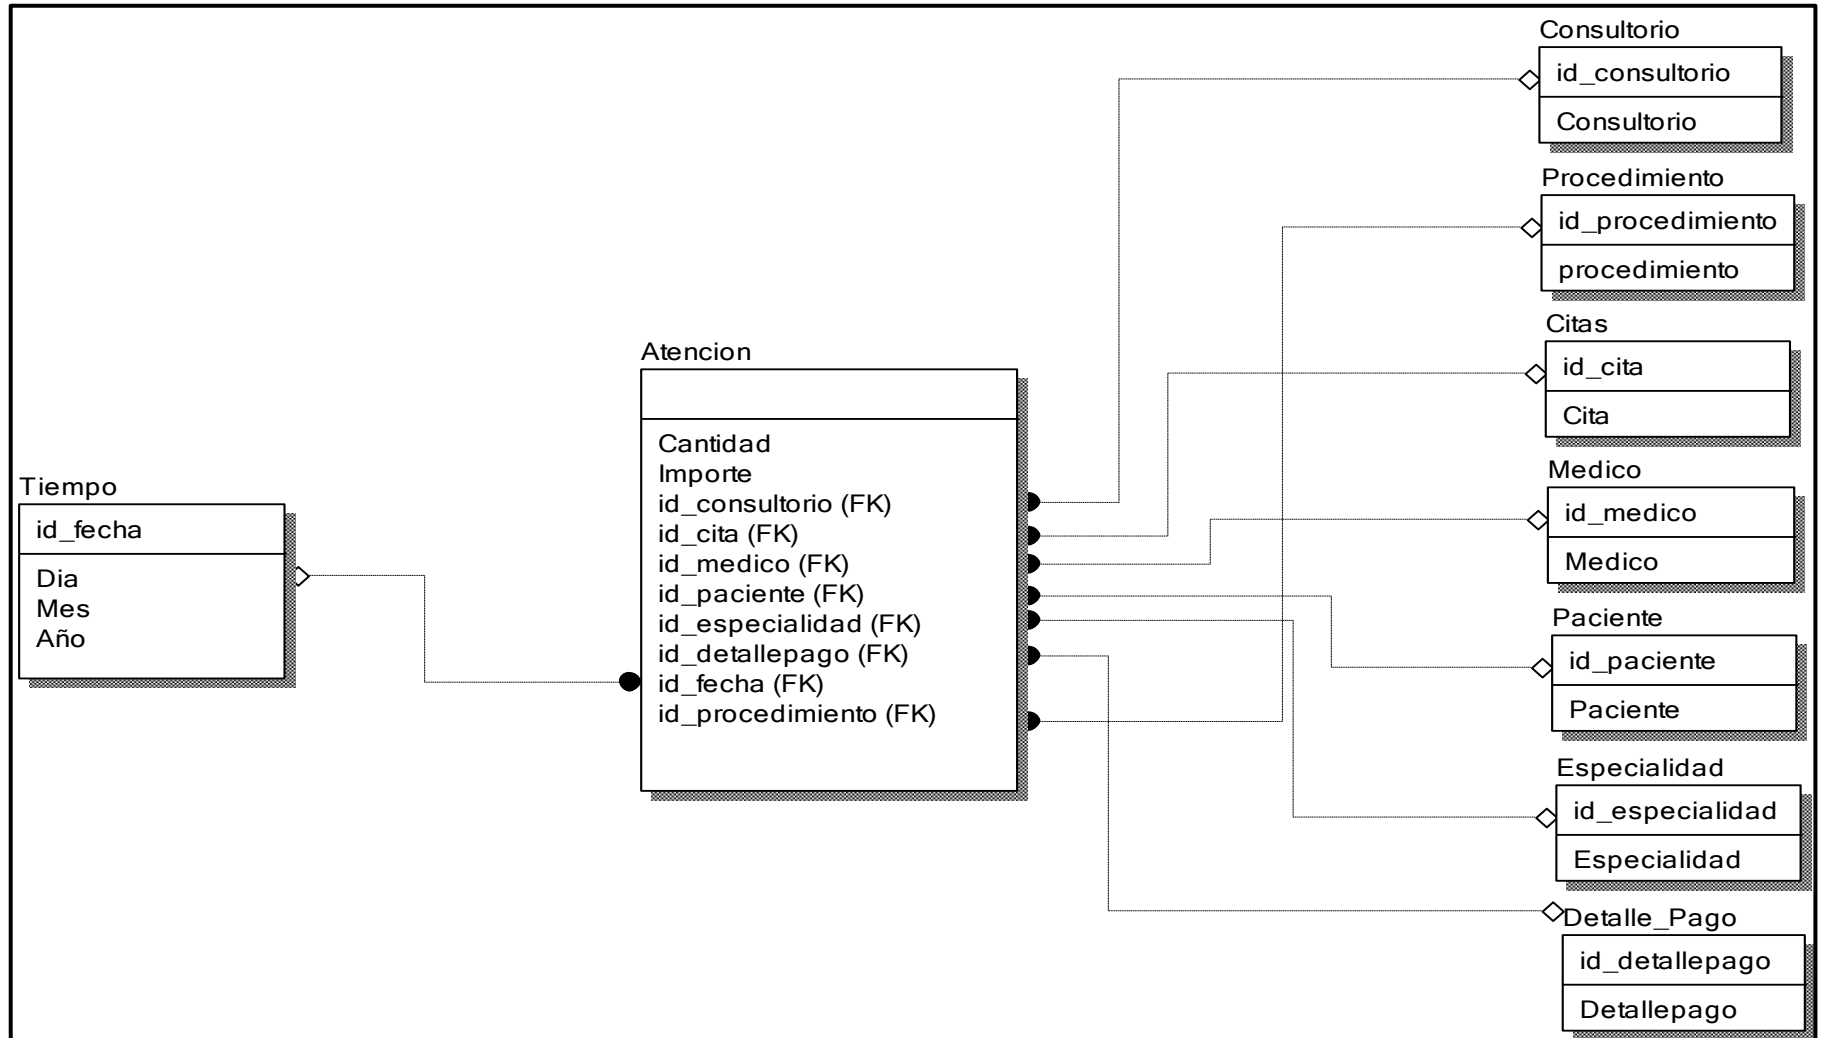 Tiempo
id_fecha
Dia
Mes
Año
Atencion
Cantidad
Importe
id_consultorio (FK)
id_cita (FK)
id_medico (FK)
id_paciente (FK)
id_especialidad (FK)
id_detallepago (FK)
id_fecha (FK)
id_procedimiento (FK)
Consultorio
id_consultorio
Consultorio
Procedimiento
id_procedimiento
procedimiento
Citas
id_cita
Cita
Medico
id_medico
Medico
Paciente
id_paciente
Paciente
Especialidad
id_especialidad
Especialidad
Detalle_Pago
id_detallepago
Detallepago